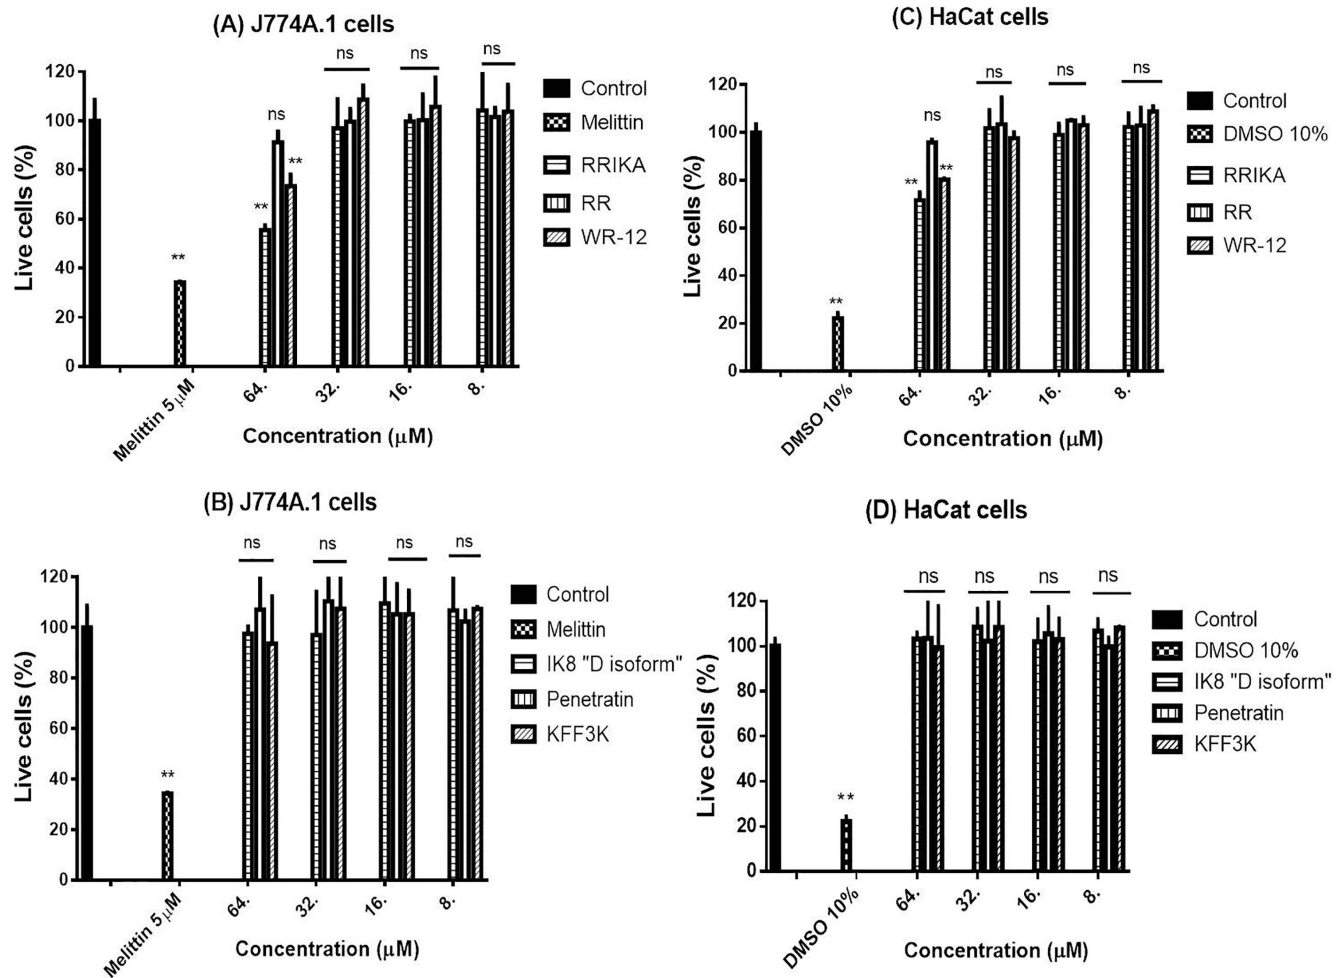 (A) J774A.1 cells
ns
ns
ns
120
100
80
60
40
20
0
Live cells (%)
**
**
ns
**
Melittin 5 μM
64.
32.
16.
8.
Concentration (μM)
Control
Melittin
RRIKA
RR
WR-12
(C) HaCat cells
ns
ns
ns
120
100
80
60
40
20
0
Live cells (%)
**
**
ns
**
DMSO 10%
64.
32.
16.
8.
Concentration (μM)
Control
DMSO 10%
RRIKA
RR
WR-12
(B) J774A.1 cells
ns
ns
ns
ns
120
100
80
60
40
20
0
Live cells (%)
**
Melittin 5 μM
64.
32.
16.
8.
Concentration (μM)
Control
Melittin
IK8 "D isoform"
Penetratin
KFF3K
(D) HaCat cells
ns
ns
ns
ns
120
100
80
60
40
20
0
Live cells (%)
**
DMSO 10%
64.
32.
16.
8.
Concentration (μM)
Control
DMSO 10%
IK8 "D isoform"
Penetratin
KFF3K